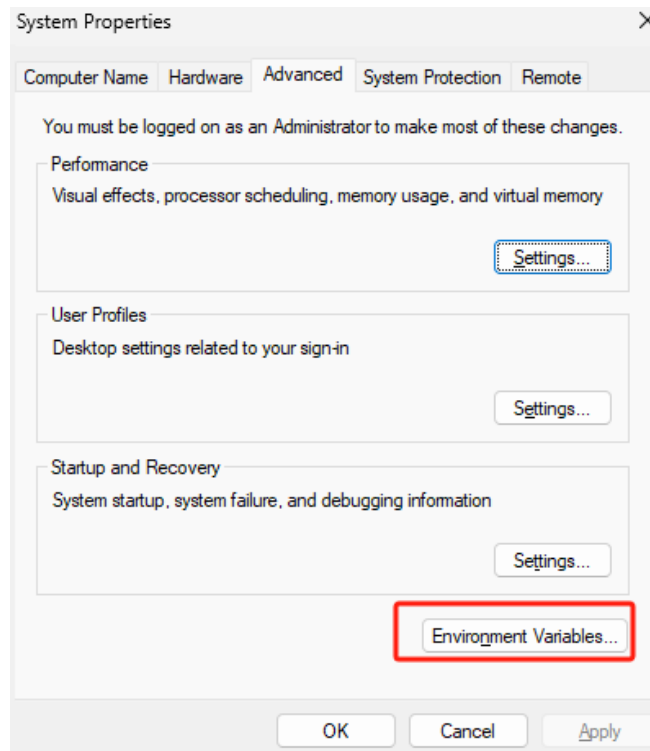 System Properties
Computer Name Hardware Advanced System Protection Remote
You must be logged on as an Administrator to make most of these changes.
Performance
Visual effects, processor scheduling, memory usage, and virtual memory
Settings...
User Profiles
Desktop settings related to your sign-in
Settings...
Startup and Recovery
System startup, system failure, and debugging information
Settings...
Environment Variables...
OK Cancel Apply